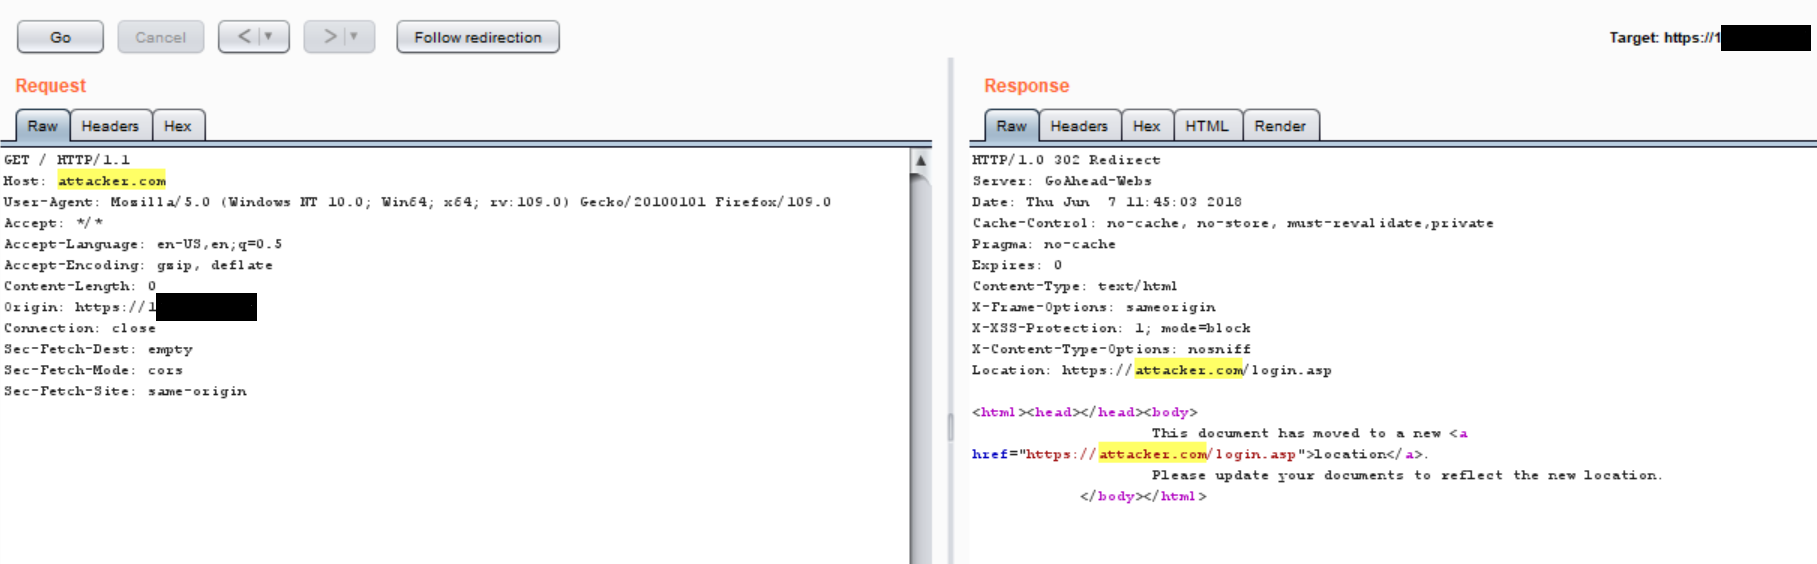 Go Cancel < > Follow redirection Target: https://1
Request
Raw Headers Hex
GET / HTTP/1.1
Host: attacker.com
User-Agent: Mozilla/5.0 (Windows NT 10.0; Win64; x64; rv:109.0) Gecko/20100101 Firefox/109.0
Accept: */*
Accept-Language: en-US,en;q=0.5
Accept-Encoding: gzip, deflate
Content-Length: 0
Origin: https://1
Connection: close
Sec-Fetch-Dest: empty
Sec-Fetch-Mode: cors
Sec-Fetch-Site: same-origin
Response
Raw Headers Hex HTML Render
HTTP/1.0 302 Redirect
Server: GoAhead-Webs
Date: Thu Jun  7 11:45:03 2018
Cache-Control: no-cache, no-store, must-revalidate,private
Pragma: no-cache
Expires: 0
Content-Type: text/html
X-Frame-Options: sameorigin
X-XSS-Protection: 1; mode=block
X-Content-Type-Options: nosniff
Location: https://attacker.com/login.asp
<html><head></head><body>
This document has moved to a new <a
href="https://attacker.com/login.asp">location</a>.
Please update your documents to reflect the new location.
</body></html>